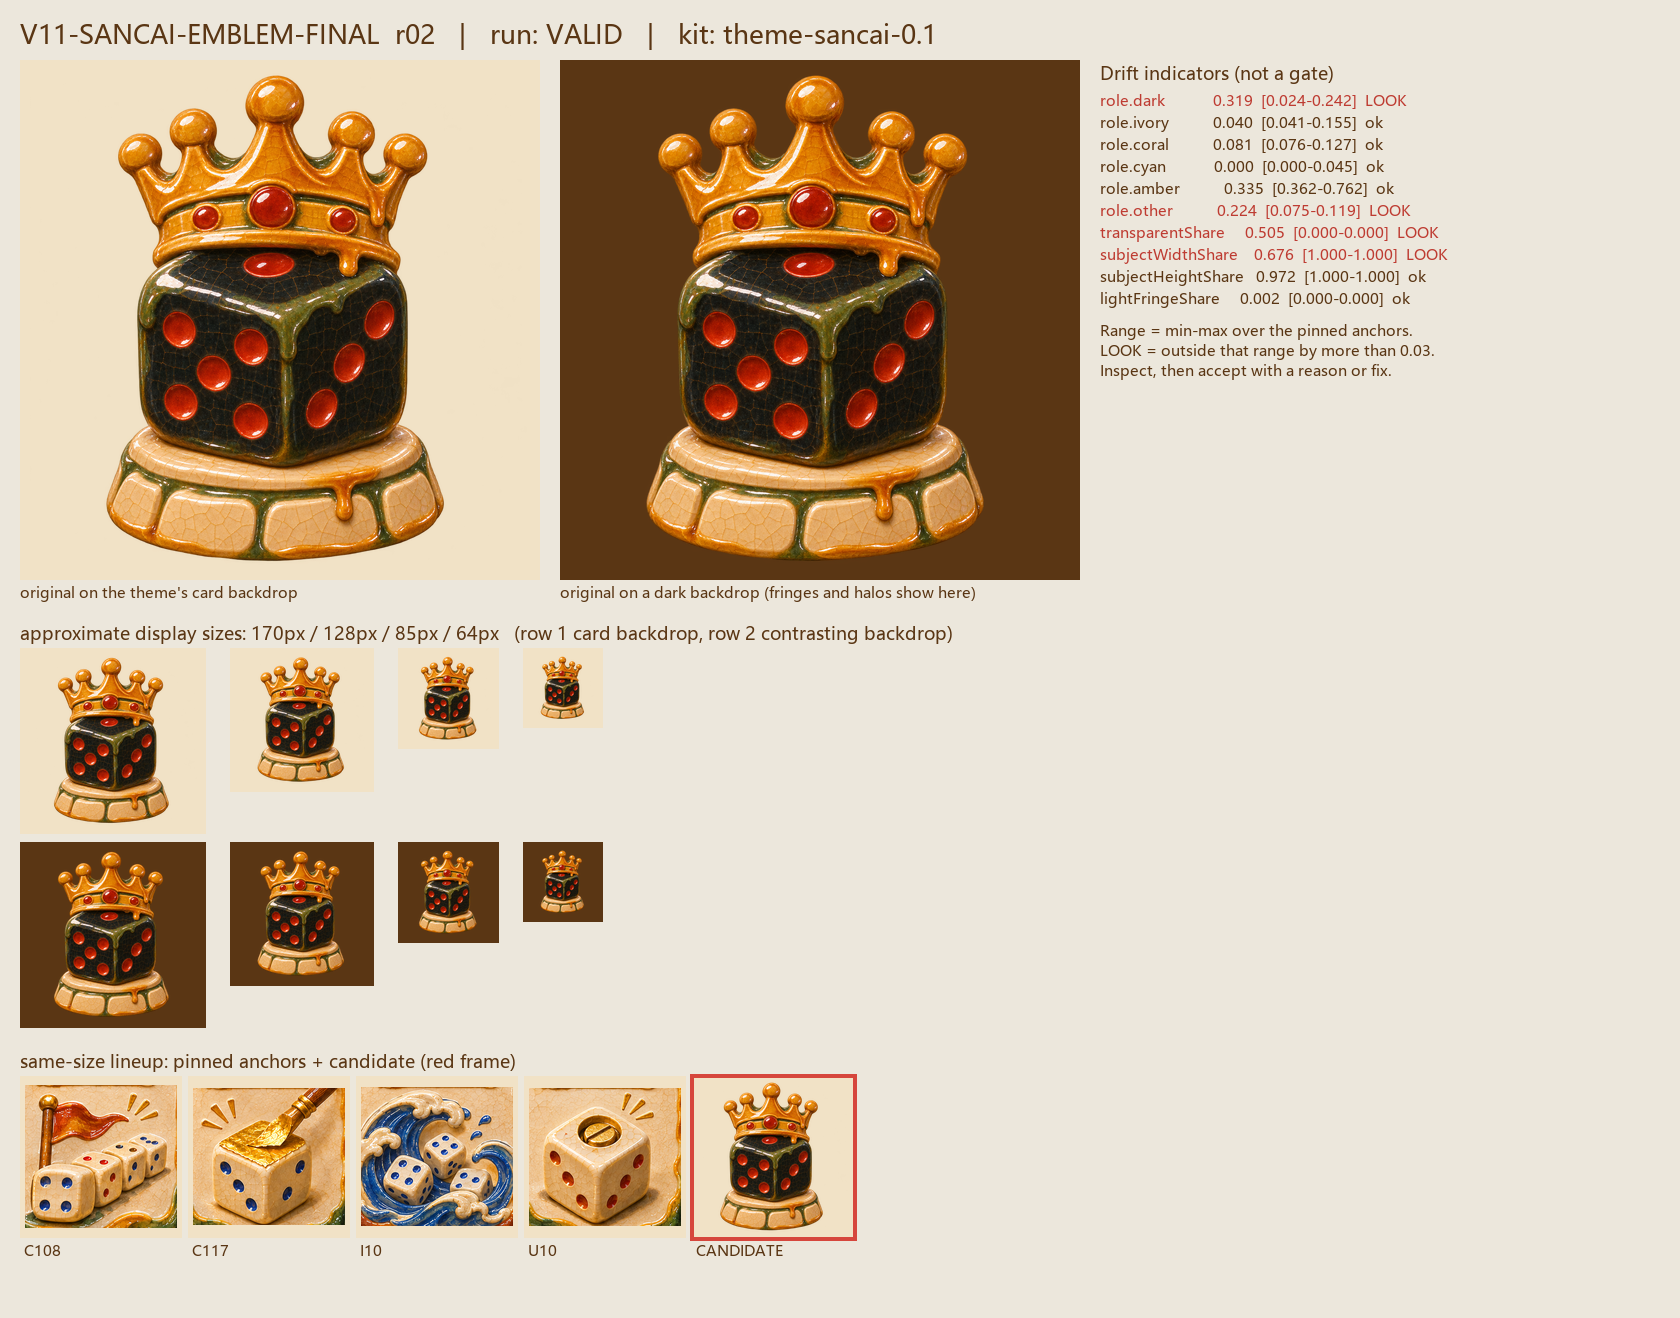 V11-SANCAI-EMBLEM-FINAL r02 | run: VALID | kit: theme-sancai-0.1
Drift indicators (not a gate)
role.dark 0.319 [0.024-0.242] LOOK
role.ivory 0.040 [0.041-0.155] ok
role.coral 0.081 [0.076-0.127] ok
role.cyan 0.000 [0.000-0.045] ok
role.amber 0.335 [0.362-0.762] ok
role.other 0.224 [0.075-0.119] LOOK
transparentShare 0.505 [0.000-0.000] LOOK
subjectWidthShare 0.676 [1.000-1.000] LOOK
subjectHeightShare 0.972 [1.000-1.000] ok
lightFringeShare 0.002 [0.000-0.000] ok
Range = min-max over the pinned anchors.
LOOK = outside that range by more than 0.03.
Inspect, then accept with a reason or fix.
original on the theme's card backdrop
original on a dark backdrop (fringes and halos show here)
approximate display sizes: 170px / 128px / 85px / 64px (row 1 card backdrop, row 2 contrasting backdrop)
same-size lineup: pinned anchors + candidate (red frame)
C108
C117
I10
U10
CANDIDATE